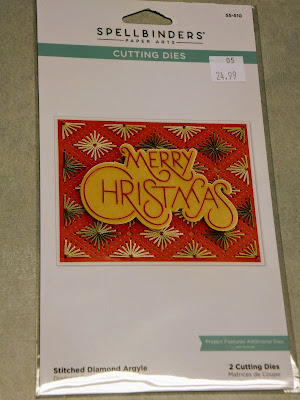 S5-610
SPELLBINDERS®
PAPER ARTS
CUTTING DIES
05
24.99
MERRY
CHRISTMAS
Project Features Additional Dies
Stitched Diamond Argyle
2 Cutting Dies
Matrices de Coupe